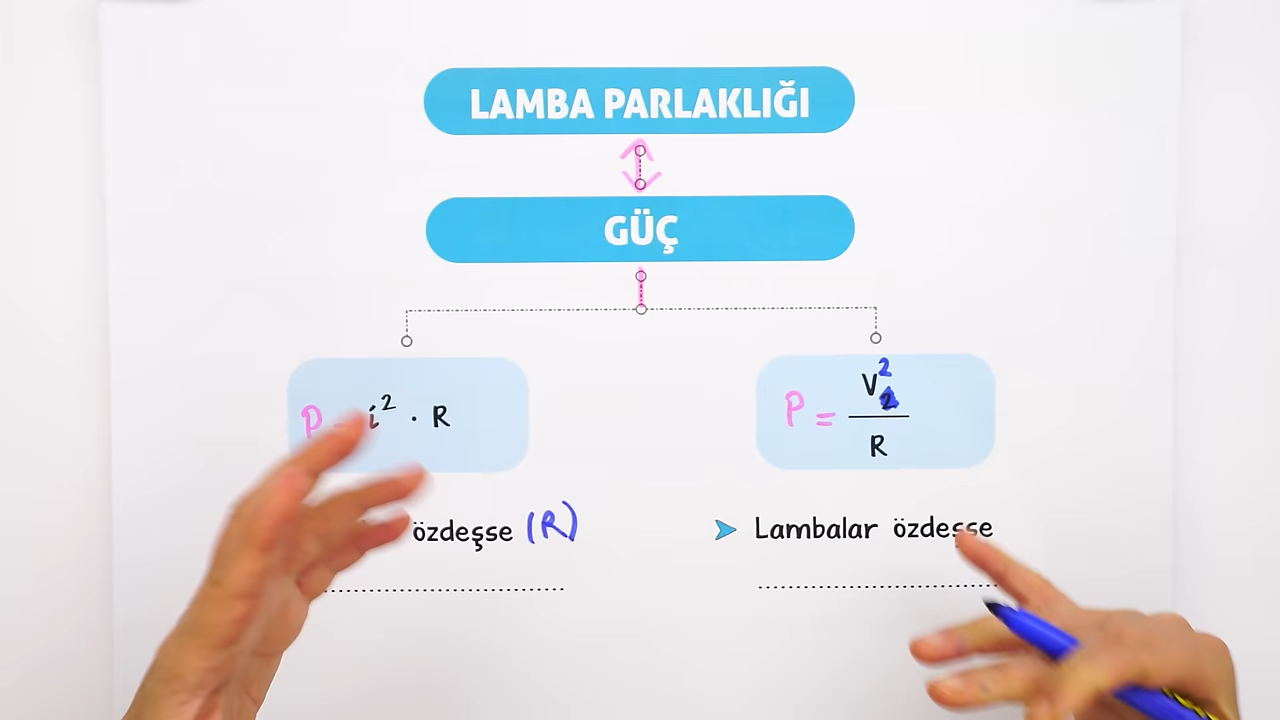 LAMBA PARLAKLIĞI
GÜÇ
P = i² · R
P = V² / R
özdeşse (R)
➤ Lambalar özdeşse